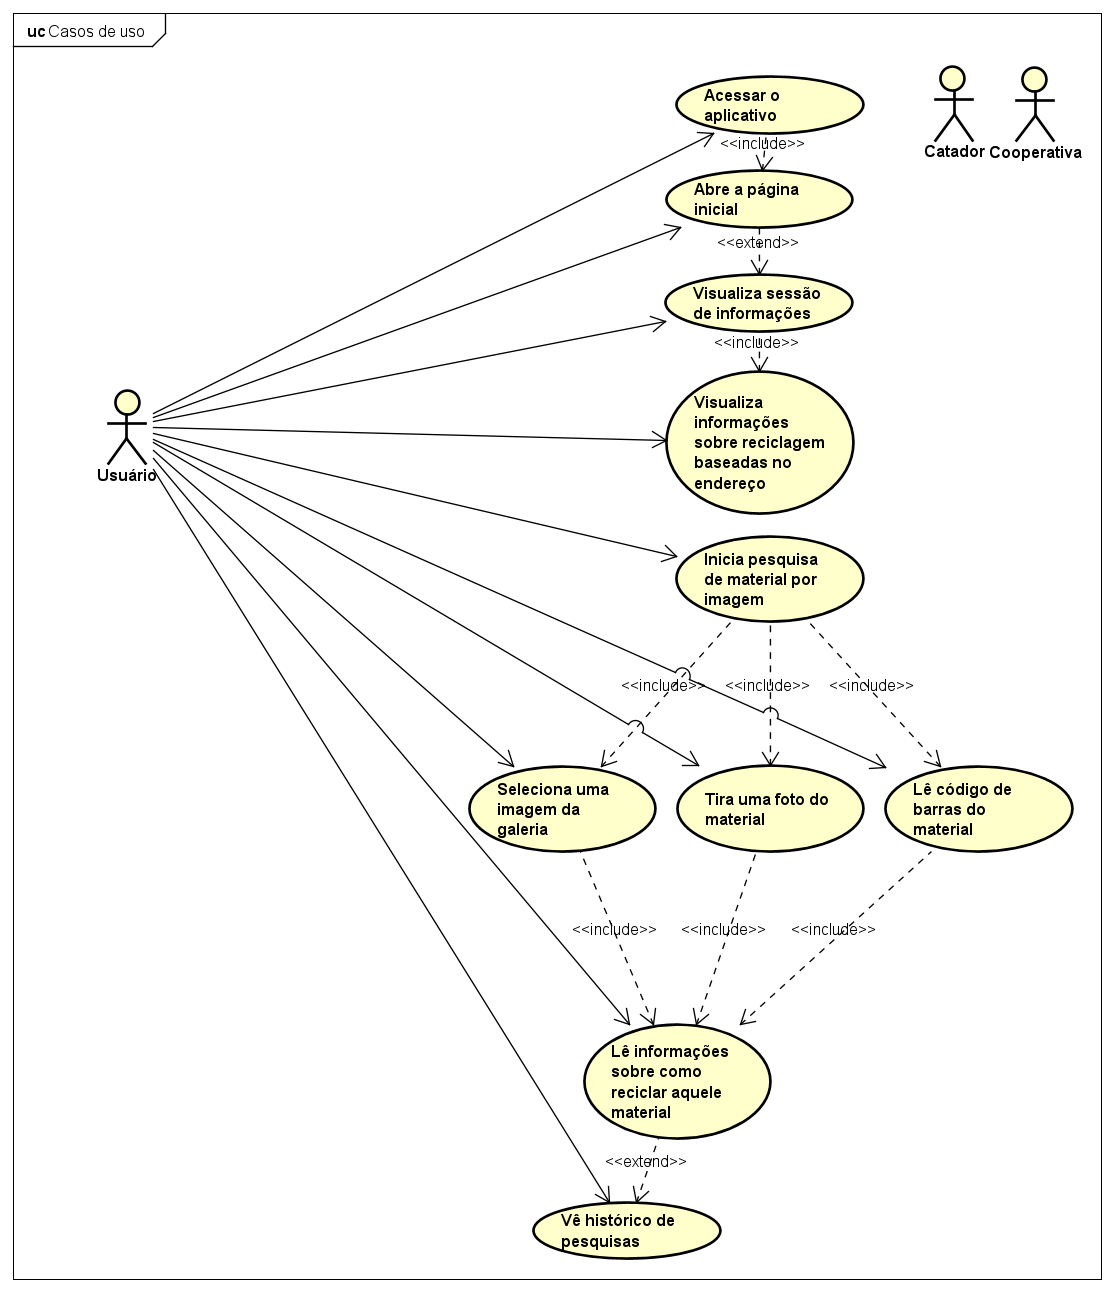 uc Casos de uso
Acessar o
aplicativo
Catador
Cooperativa
<<include>>
Abre a página
inicial
<<extend>>
Visualiza sessão
de informações
<<include>>
Visualiza
informações
sobre reciclagem
baseadas no
endereço
Usuário
Inicia pesquisa
de material por
imagem
<<include>>
<<include>>
<<include>>
Seleciona uma
imagem da
galeria
Tira uma foto do
material
Lê código de
barras do
material
<<include>>
<<include>>
<<include>>
Lê informações
sobre como
reciclar aquele
material
<<extend>>
Vê histórico de
pesquisas